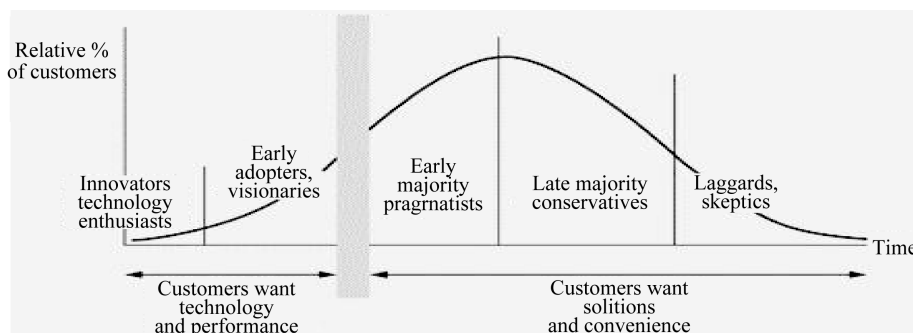 Relative %
of customers
Innovators
technology
enthusiasts
Early
adopters,
visionaries
Early
majority
pragrnatists
Late majority
conservatives
Laggards,
skeptics
Time
Customers want
technology
and performance
Customers want
solitions
and convenience